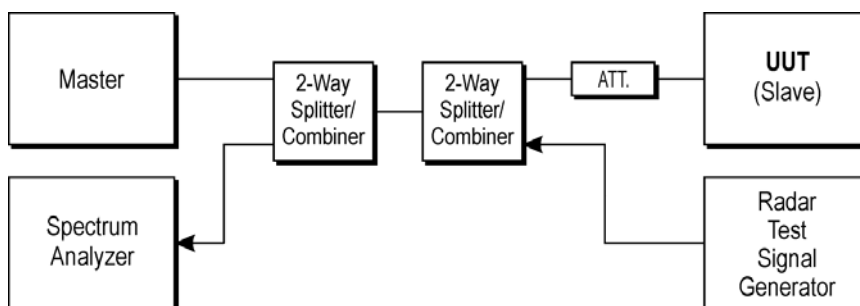 Master
2-Way
Splitter/
Combiner
2-Way
Splitter/
Combiner
ATT.
UUT
(Slave)
Spectrum
Analyzer
Radar
Test
Signal
Generator